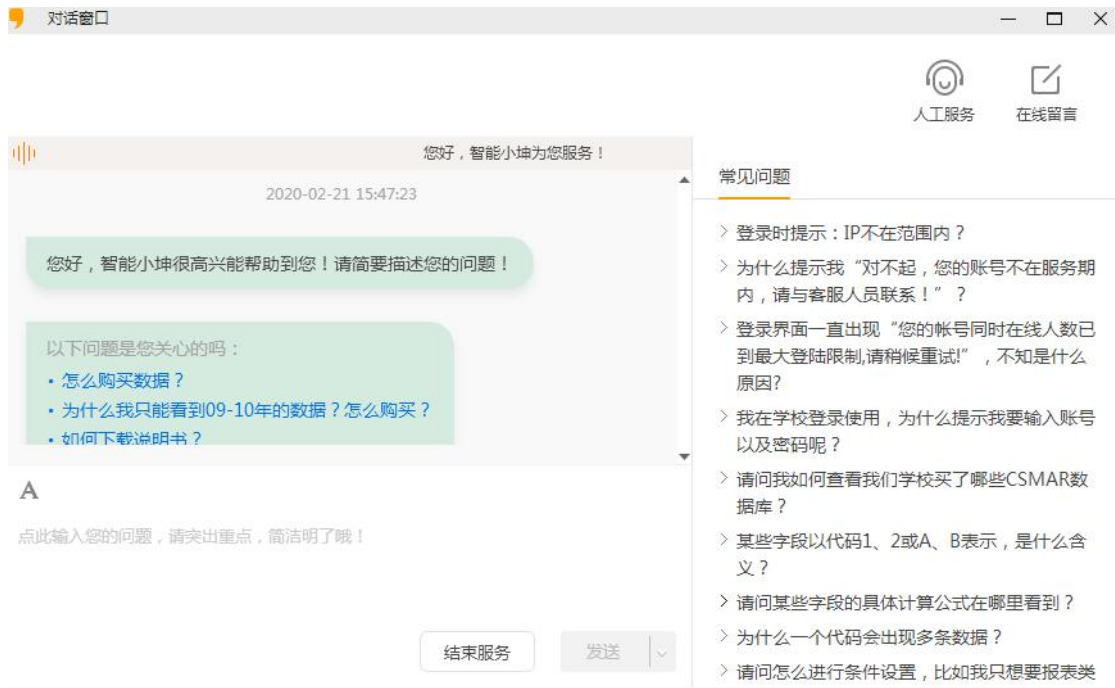 对话窗口
人工服务
在线留言
您好，智能小坤为您服务！
2020-02-21 15:47:23
您好，智能小坤很高兴能帮助到您！请简要描述您的问题！
以下问题是您关心的吗：
• 怎么购买数据？
• 为什么我只能看到09-10年的数据？怎么购买？
• 如何下载说明书？
A
点此输入您的问题，请突出重点，简洁明了哦！
结束服务
发送
常见问题
登录时提示：IP不在范围内？
为什么提示我“对不起，您的账号不在服务期
内，请与客服人员联系！”？
登录界面一直出现“您的帐号同时在线人数已
到最大登陆限制,请稍候重试!”，不知是什么
原因?
我在学校登录使用，为什么提示我要输入账号
以及密码呢？
请问我如何查看我们学校买了哪些CSMAR数
据库？
某些字段以代码1、2或A、B表示，是什么含
义？
请问某些字段的具体计算公式在哪里看到？
为什么一个代码会出现多条数据？
请问怎么进行条件设置，比如我只想要报表类